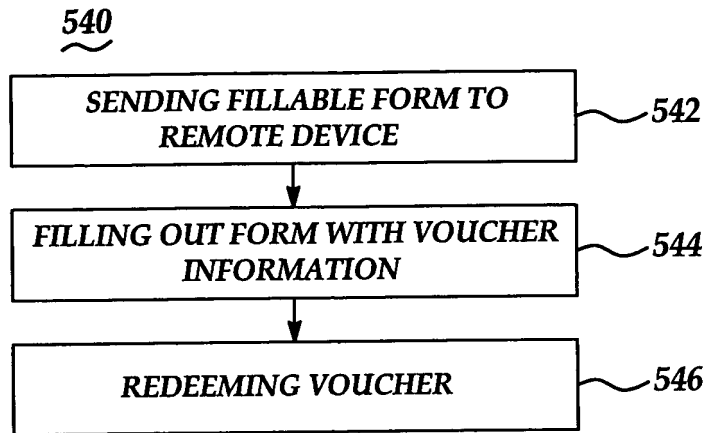 540
SENDING FILLABLE FORM TO
REMOTE DEVICE
542
FILLING OUT FORM WITH VOUCHER
INFORMATION
544
REDEEMING VOUCHER
546